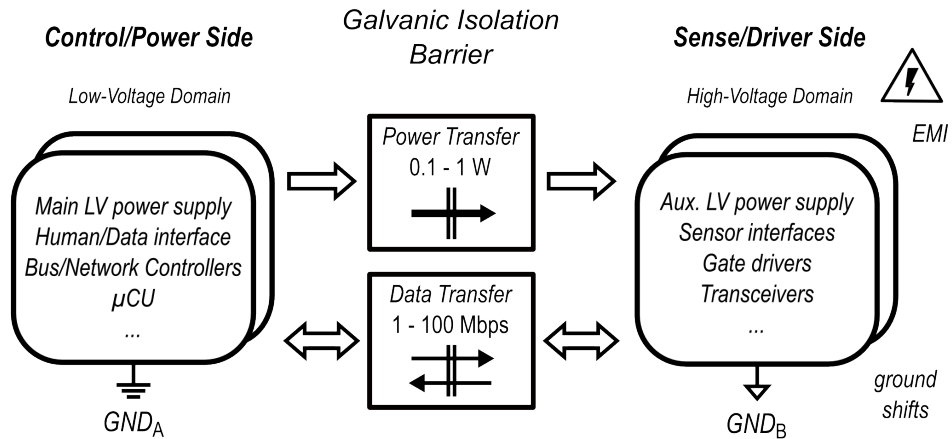 Control/Power Side
Galvanic Isolation
Barrier
Sense/Driver Side
Low-Voltage Domain
High-Voltage Domain
EMI
Main LV power supply
Human/Data interface
Bus/Network Controllers
µCU
...
Power Transfer
0.1 - 1 W
Data Transfer
1 - 100 Mbps
Aux. LV power supply
Sensor interfaces
Gate drivers
Transceivers
...
GNDA
GNDB
ground
shifts